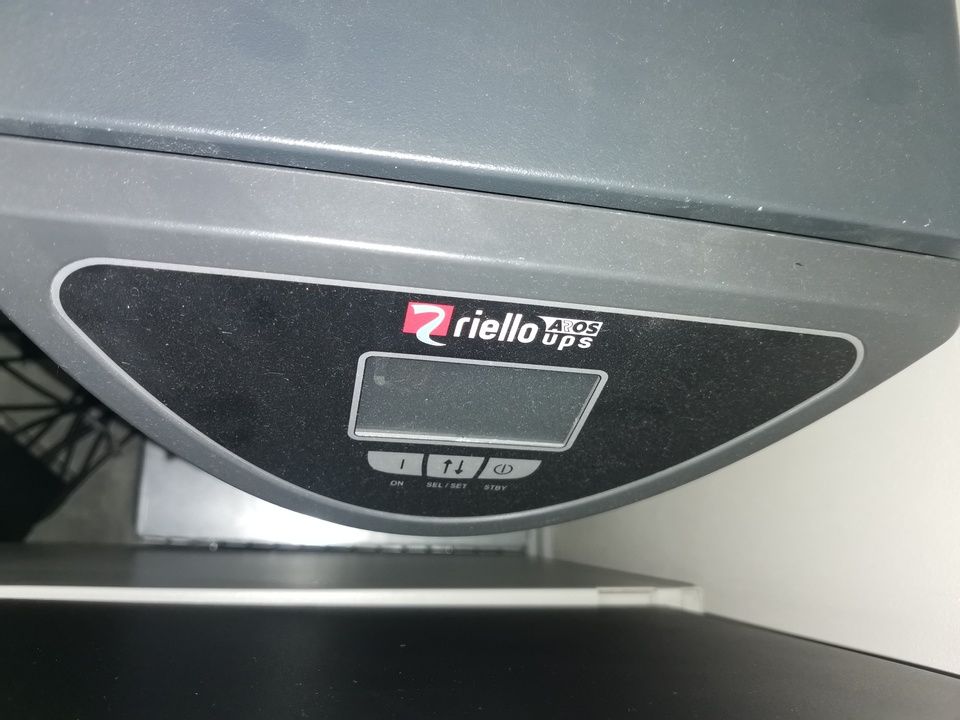 riello AROS
ups
ON SEL / SET STBY